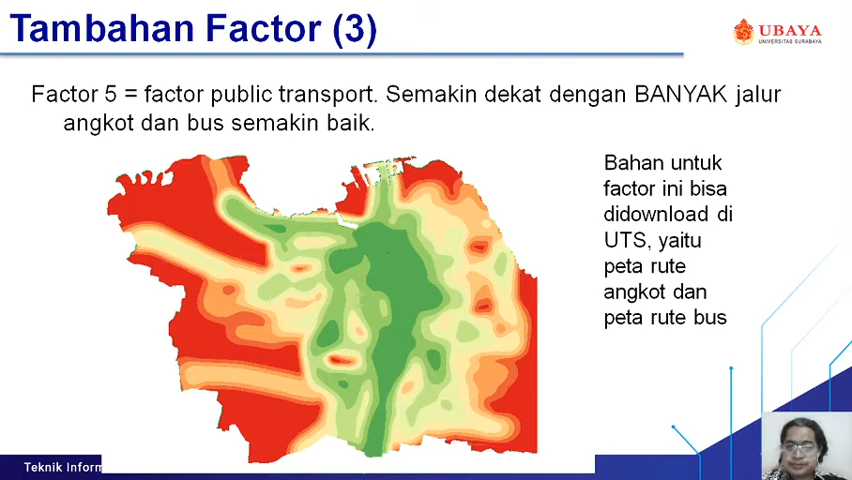 Tambahan Factor (3)
UBAYA
UNIVERSITAS SURABAYA
Factor 5 = factor public transport. Semakin dekat dengan BANYAK jalur
angkot dan bus semakin baik.
Bahan untuk
factor ini bisa
didownload di
UTS, yaitu
peta rute
angkot dan
peta rute bus
Teknik Inform